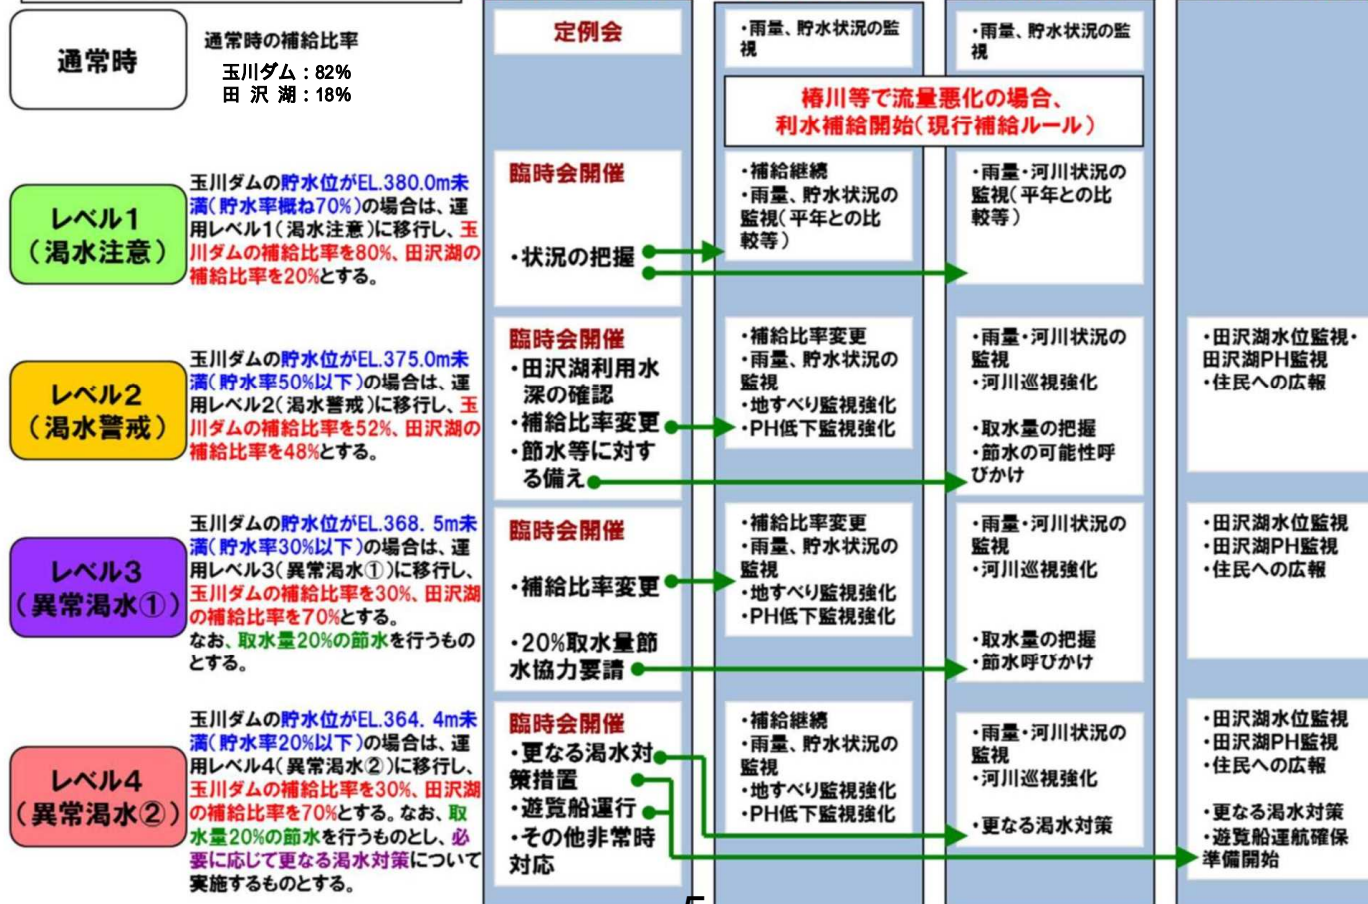 通常時
通常時の補給比率
玉川ダム:82%
田 沢 湖:18%
定例会
・雨量、貯水状況の監
視
・雨量、貯水状況の監
視
椿川等で流量悪化の場合、
利水補給開始(現行補給ルール)
レベル1
(渇水注意)
玉川ダムの貯水位がEL.380.0m未
満(貯水率概ね70%)の場合は、運
用レベル1(渇水注意)に移行し、玉
川ダムの補給比率を80%、田沢湖の
補給比率を20%とする。
臨時会開催
・状況の把握
・補給継続
・雨量、貯水状況の
監視(平年との比
較等)
・雨量・河川状況の
監視(平年との比
較等)
レベル2
(渇水警戒)
玉川ダムの貯水位がEL.375.0m未
満(貯水率50%以下)の場合は、運
用レベル2(渇水警戒)に移行し、玉
川ダムの補給比率を52%、田沢湖の
補給比率を48%とする。
臨時会開催
・田沢湖利用水
深の確認
・補給比率変更
・節水等に対す
る備え
・補給比率変更
・雨量、貯水状況の
監視
・地すべり監視強化
・PH低下監視強化
・雨量・河川状況の
監視
・河川巡視強化
・取水量の把握
・節水の可能性呼
びかけ
・田沢湖水位監視・
田沢湖PH監視
・住民への広報
レベル3
(異常渇水①)
玉川ダムの貯水位がEL.368.5m未
満(貯水率30%以下)の場合は、運
用レベル3(異常渇水①)に移行し、
玉川ダムの補給比率を30%、田沢湖
の補給比率を70%とする。
なお、取水量20%の節水を行うもの
とする。
臨時会開催
・補給比率変更
・20%取水量節
水協力要請
・補給比率変更
・雨量、貯水状況の
監視
・地すべり監視強化
・PH低下監視強化
・雨量・河川状況の
監視
・河川巡視強化
・取水量の把握
・節水呼びかけ
・田沢湖水位監視
・田沢湖PH監視
・住民への広報
レベル4
(異常渇水②)
玉川ダムの貯水位がEL.364.4m未
満(貯水率20%以下)の場合は、運
用レベル4(異常渇水②)に移行し、
玉川ダムの補給比率を30%、田沢湖
の補給比率を70%とする。なお、取
水量20%の節水を行うものとし、必
要に応じて更なる渇水対策について
実施するものとする。
臨時会開催
・更なる渇水対
策措置
・遊覧船運行
・その他非常時
対応
・補給継続
・雨量、貯水状況の
監視
・地すべり監視強化
・PH低下監視強化
・雨量・河川状況の
監視
・河川巡視強化
・更なる渇水対策
・田沢湖水位監視
・田沢湖PH監視
・住民への広報
・更なる渇水対策
・遊覧船運航確保
準備開始